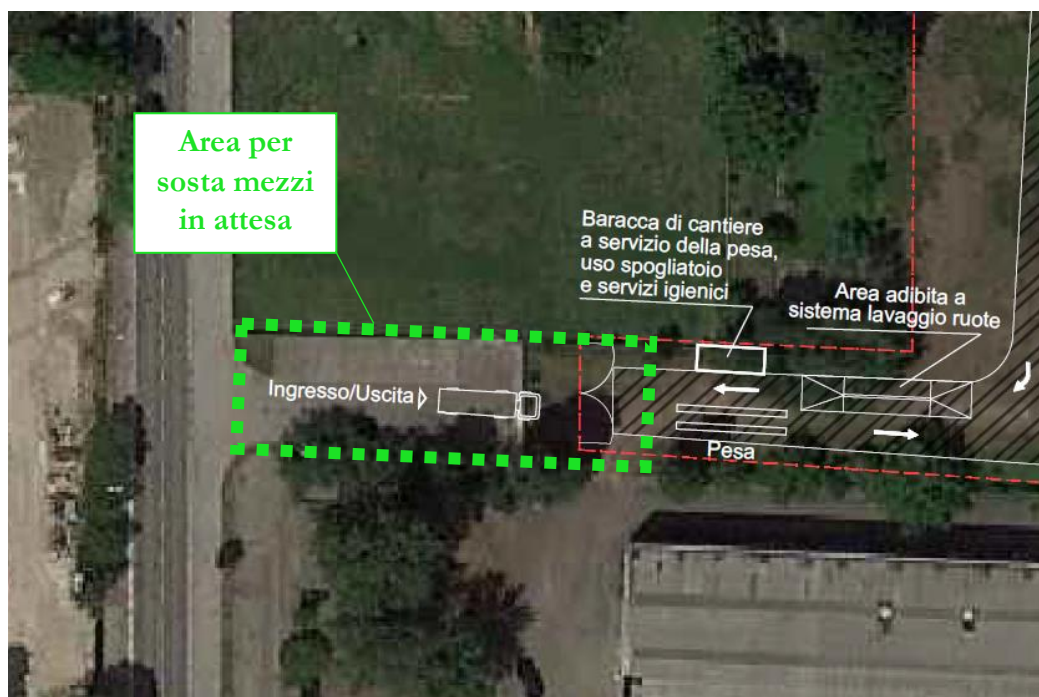 Area per
sosta mezzi
in attesa
Baracca di cantiere
a servizio della pesa,
uso spogliatoio
e servizi igienici
Area adibita a
sistema lavaggio ruote
Ingresso/Uscita
Pesa